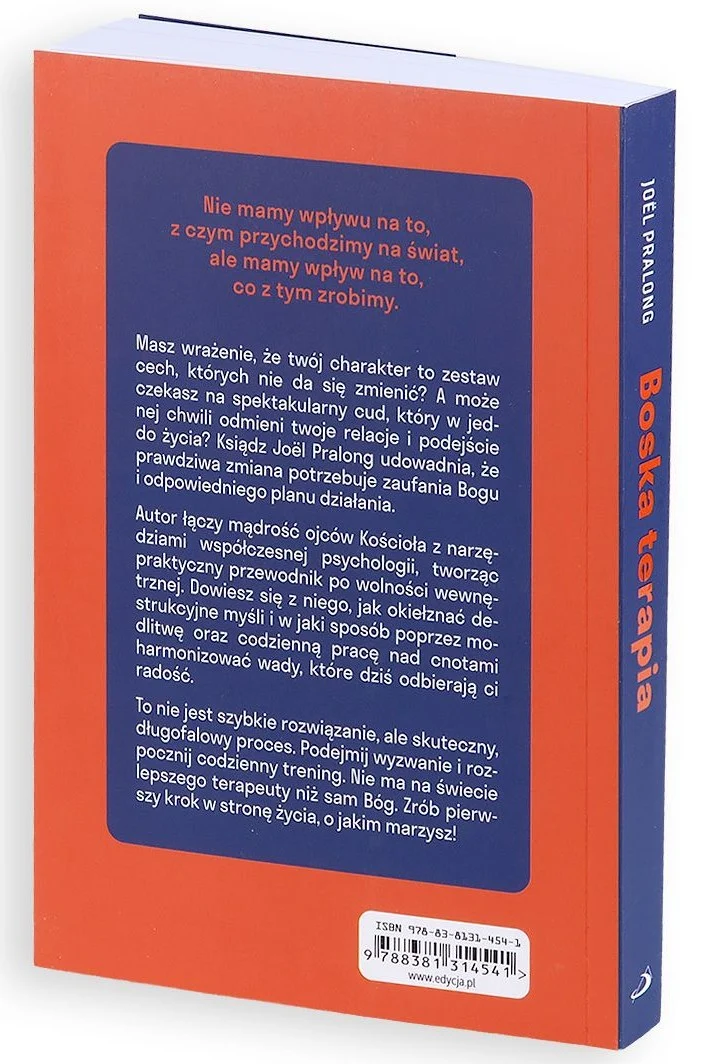 Nie mamy wpływu na to,
z czym przychodzimy na świat,
ale mamy wpływ na to,
co z tym zrobimy.
Masz wrażenie, że twój charakter to zestaw
cech, których nie da się zmienić? A może
czekasz na spektakularny cud, który w jed-
nej chwili odmieni twoje relacje i podejście
do życia? Ksiądz Joël Pralong udowadnia, że
prawdziwa zmiana potrzebuje zaufania Bogu
i odpowiedniego planu działania.
Autor łączy mądrość ojców Kościoła z narzę-
dziami współczesnej psychologii, tworząc
praktyczny przewodnik po wolności wewnę-
trznej. Dowiesz się z niego, jak okiełznać de-
strukcyjne myśli i w jaki sposób poprzez mo-
dlitwę oraz codzienną pracę nad cnotami
harmonizować wady, które dziś odbierają ci
radość.
To nie jest szybkie rozwiązanie, ale skuteczny,
długofalowy proces. Podejmij wyzwanie i roz-
pocznij codzienny trening. Nie ma na świecie
lepszego terapeuty niż sam Bóg. Zrób pierw-
szy krok w stronę życia, o jakim marzysz!
ISBN 978-83-8131-454-1
9 788381 314541 >
www.edycja.pl
JOËL PRALONG
Boska terapia